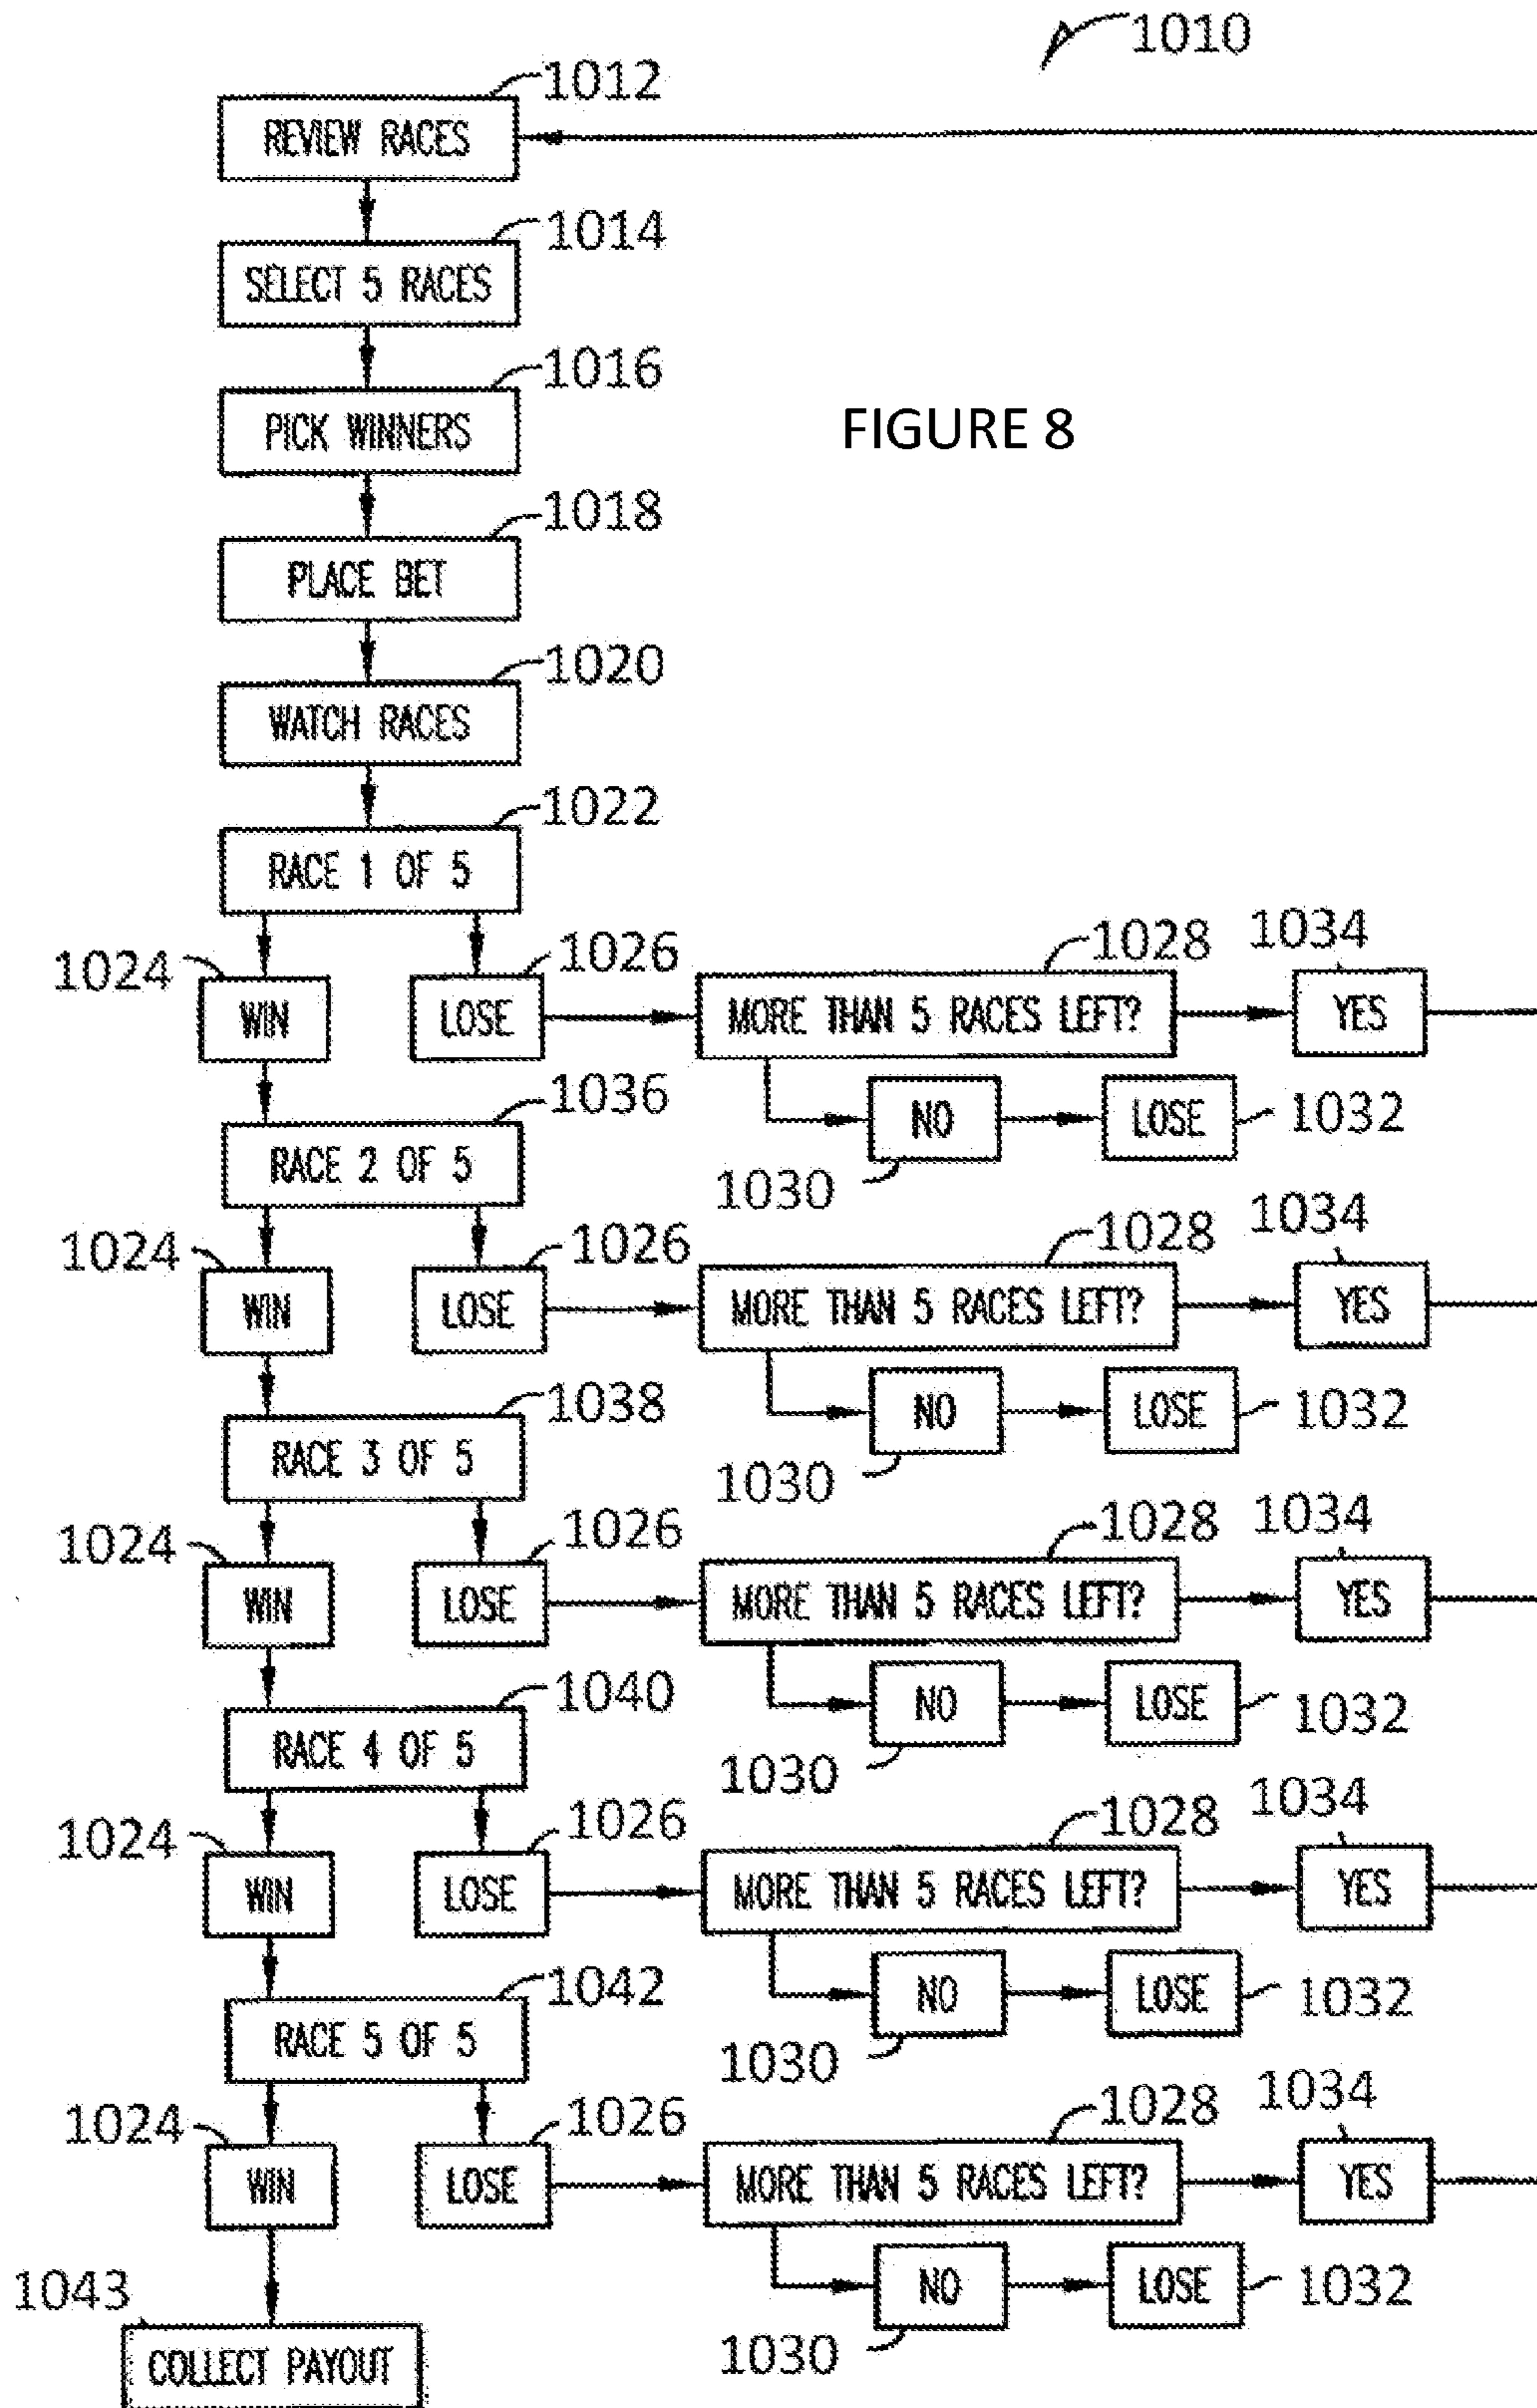 1010
1012
REVIEW RACES
1014
SELECT 5 RACES
1016
PICK WINNERS
FIGURE 8
1018
PLACE BET
1020
WATCH RACES
1022
RACE 1 OF 5
1024
WIN
1026
LOSE
1028
MORE THAN 5 RACES LEFT?
1034
YES
NO
LOSE
1032
1030
1036
RACE 2 OF 5
1024
WIN
1026
LOSE
1028
MORE THAN 5 RACES LEFT?
1034
YES
NO
LOSE
1032
1030
1038
RACE 3 OF 5
1024
WIN
1026
LOSE
1028
MORE THAN 5 RACES LEFT?
1034
YES
NO
LOSE
1032
1030
1040
RACE 4 OF 5
1024
WIN
1026
LOSE
1028
MORE THAN 5 RACES LEFT?
1034
YES
NO
LOSE
1032
1030
1042
RACE 5 OF 5
1024
WIN
1026
LOSE
1028
MORE THAN 5 RACES LEFT?
1034
YES
NO
LOSE
1032
1030
1043
COLLECT PAYOUT